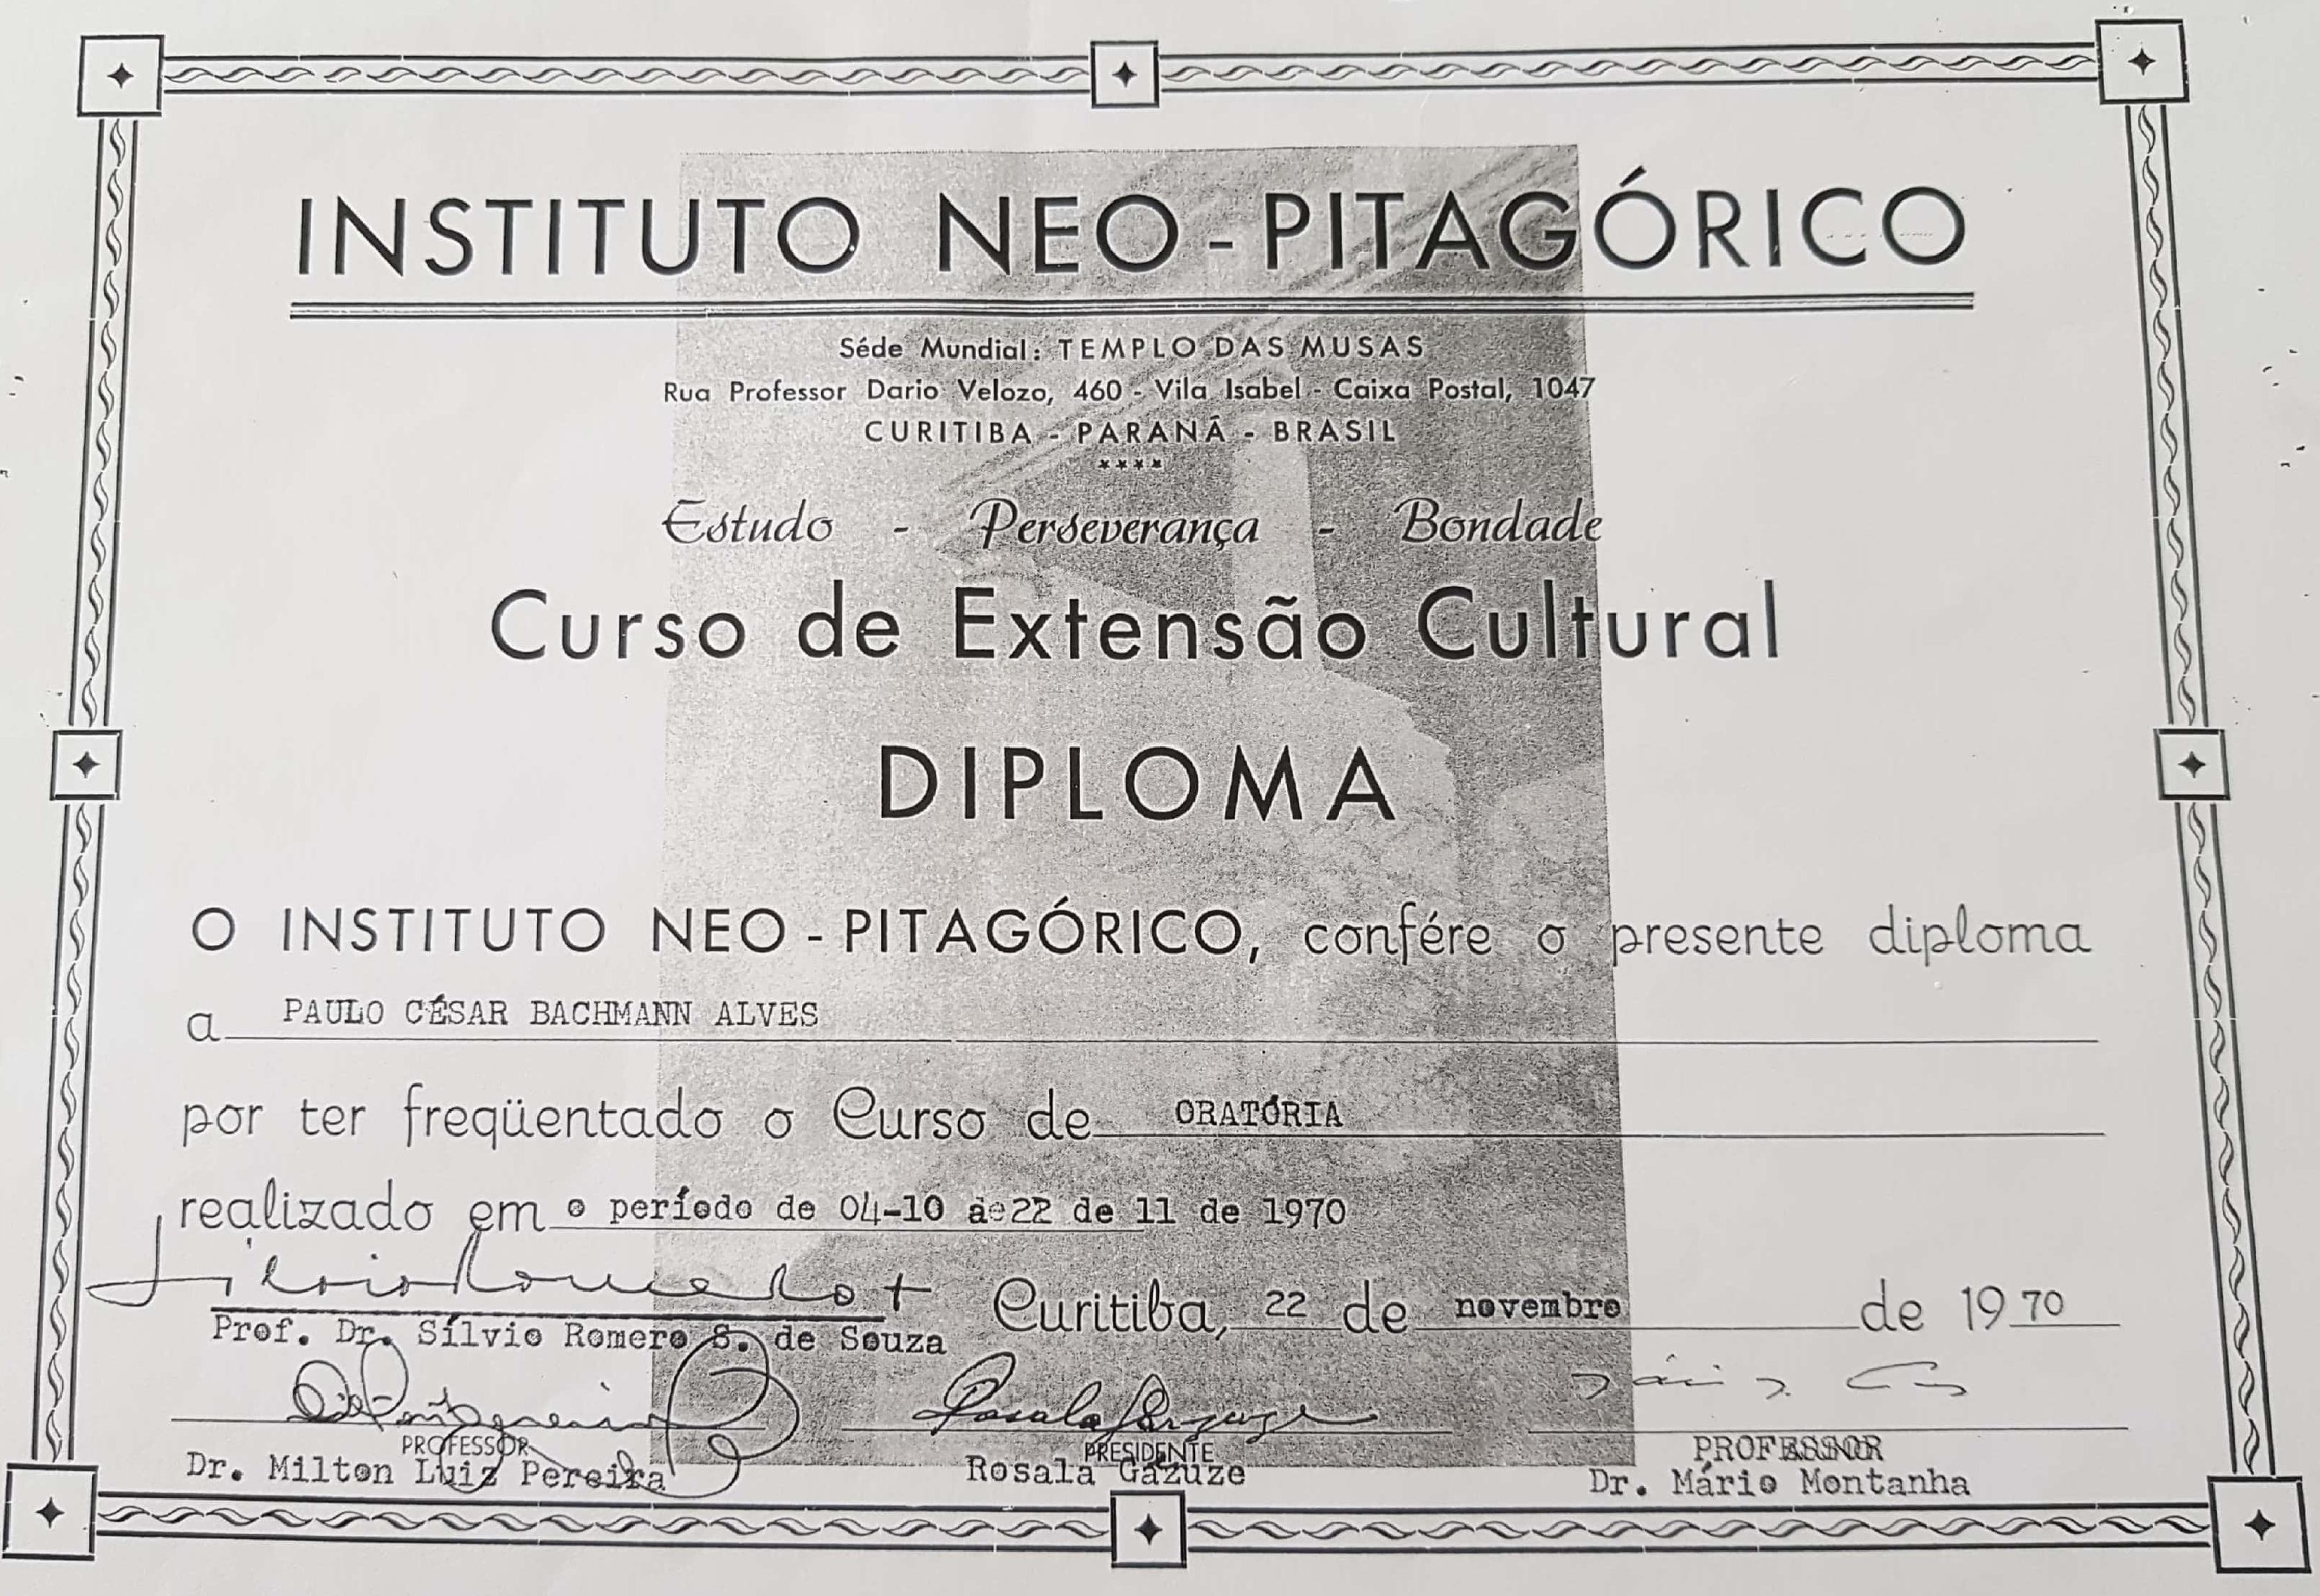 INSTITUTO NEO - PITAGÓRICO
Séde Mundial: TEMPLO DAS MUSAS
Rua Professor Dario Velozo, 460 - Vila Isabel - Caixa Postal, 1047
CURITIBA - PARANÁ - BRASIL
****
Estudo - Perseverança - Bondade
Curso de Extensão Cultural
DIPLOMA
O INSTITUTO NEO - PITAGÓRICO, confére o presente diploma
a PAULO CÉSAR BACHMANN ALVES
por ter freqüentado o Curso de ORATÓRIA
realizado em o período de 04-10 22 de 11 de 1970
Curitiba, 22 de novembro de 1970
Prof. Dr. Sílvio Romero S. de Souza
PROFESSOR
Dr. Milton Luiz Pereira
PRESIDENTE
Rosala Gazuze
PROFESSOR
Dr. Mário Montanha